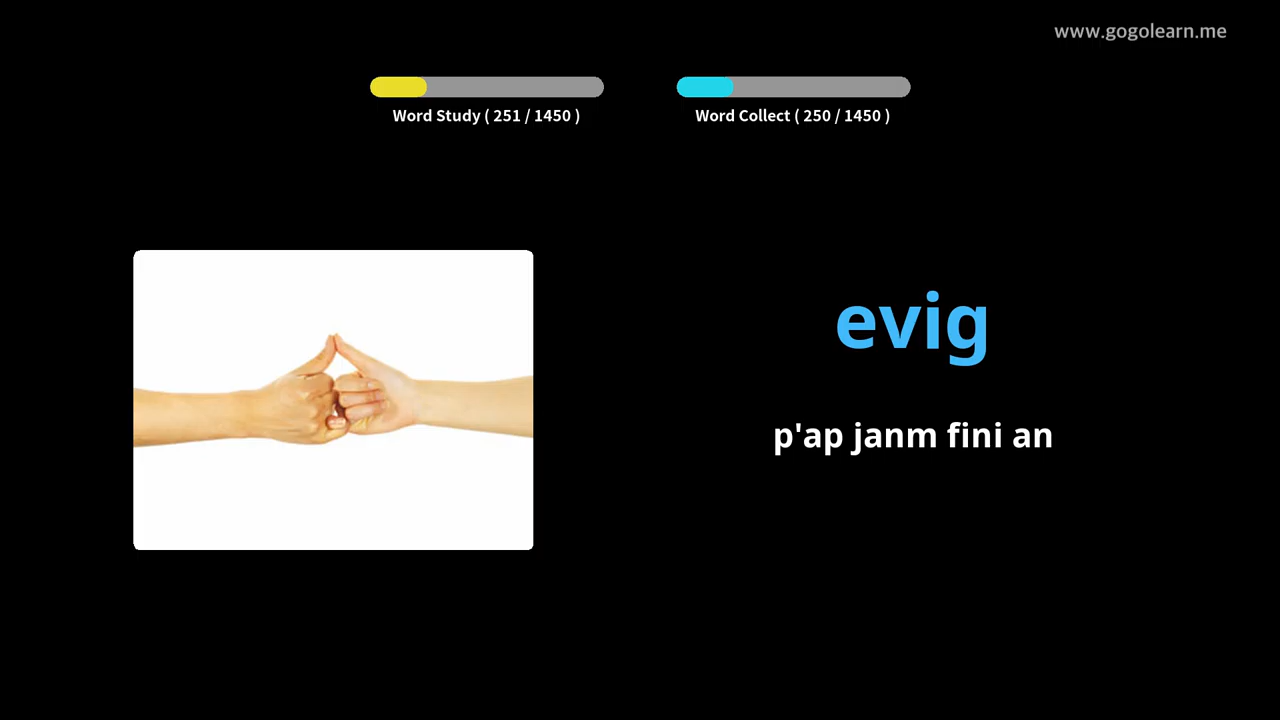 www.gogolearn.me
Word Study ( 251 / 1450 )
Word Collect ( 250 / 1450 )
evig
p'ap janm fini an